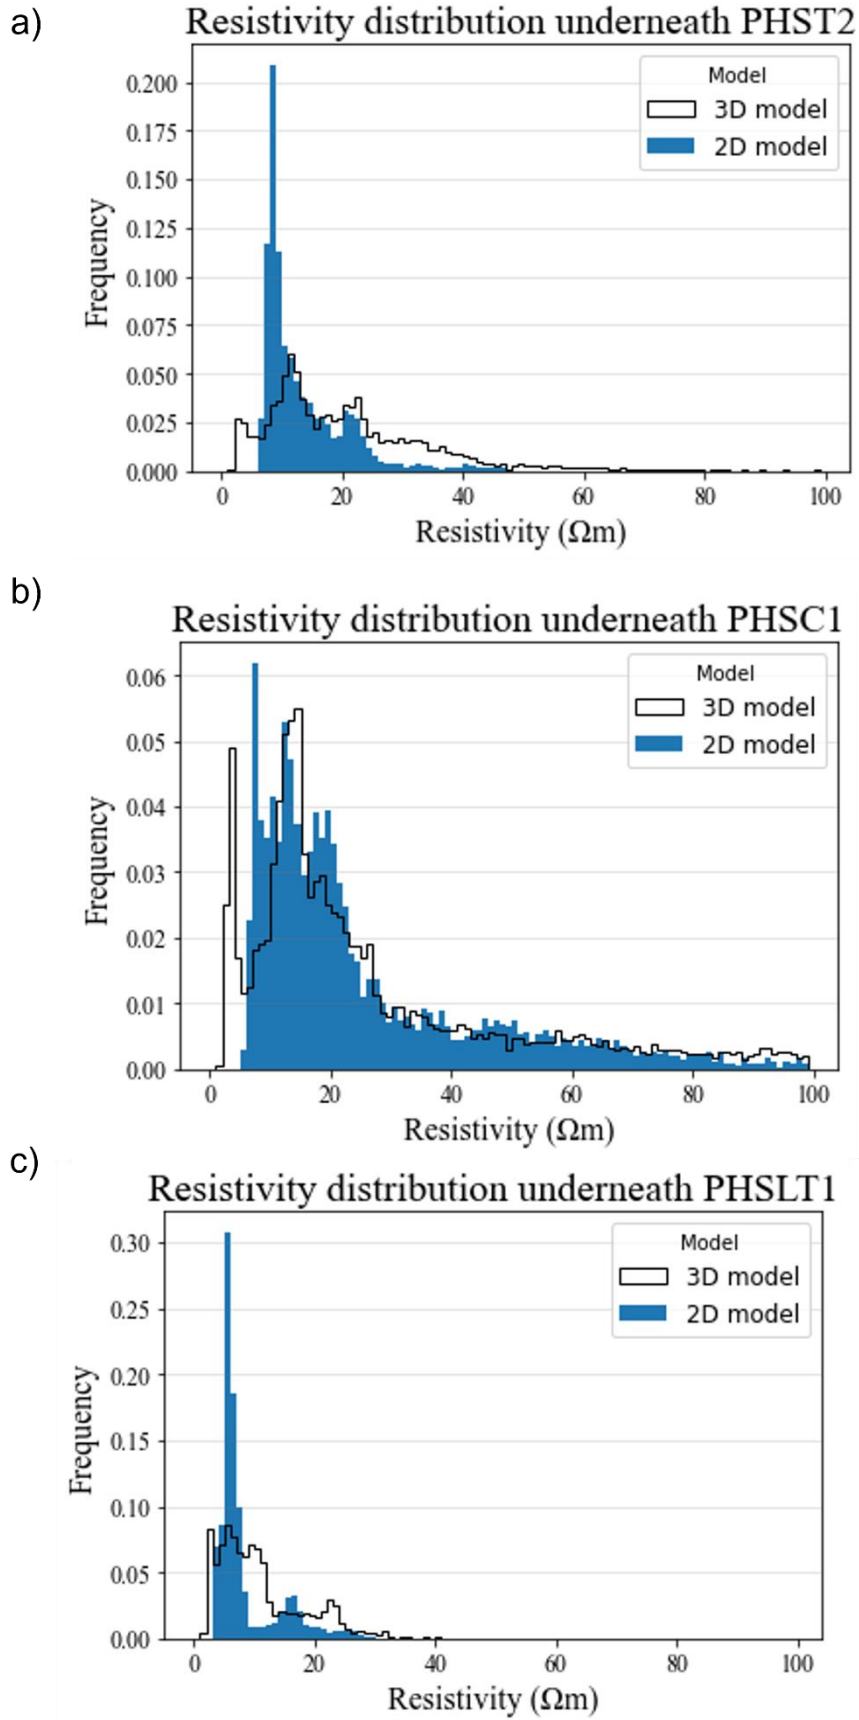 a)
Resistivity distribution underneath PHST2
Model
3D model
2D model
0.200
0.175
0.150
0.125
0.100
0.075
0.050
0.025
0.000
Frequency
0 20 40 60 80 100
Resistivity (Ωm)
b)
Resistivity distribution underneath PHSC1
Model
3D model
2D model
0.06
0.05
0.04
0.03
0.02
0.01
0.00
Frequency
0 20 40 60 80 100
Resistivity (Ωm)
c)
Resistivity distribution underneath PHSLT1
Model
3D model
2D model
0.30
0.25
0.20
0.15
0.10
0.05
0.00
Frequency
0 20 40 60 80 100
Resistivity (Ωm)